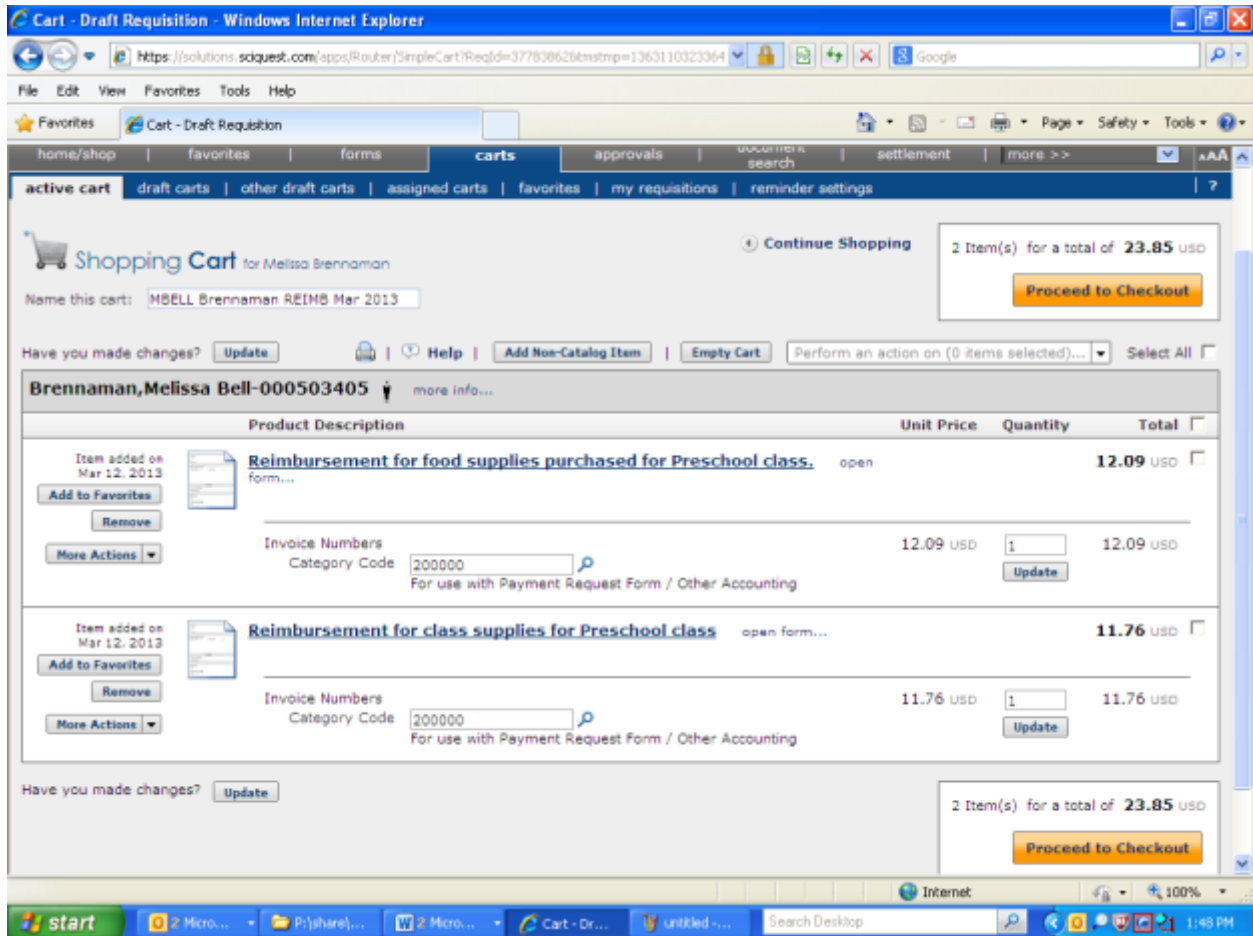 Cart - Draft Requisition - Windows Internet Explorer
https://solutions.sciquest.com/apps/Router/SimpleCart?ReqId=37783862&tmstmp=1363110323364
Google
File Edit View Favorites Tools Help
Favorites Cart - Draft Requisition Page Safety Tools
home/shop | favorites | forms carts approvals | document search | settlement | more >> AAA
active cart draft carts | other draft carts | assigned carts | favorites | my requisitions | reminder settings | ?
Shopping Cart for Melissa Brennaman
Continue Shopping
2 Item(s) for a total of 23.85 USD
Proceed to Checkout
Name this cart: MBELL Brennaman REIMB Mar 2013
Have you made changes? Update | Help | Add Non-Catalog Item | Empty Cart Perform an action on (0 items selected)... Select All
Brennaman,Melissa Bell-000503405 more info...
Product Description Unit Price Quantity Total
Item added on
Mar 12, 2013
Add to Favorites
Remove
More Actions
Reimbursement for food supplies purchased for Preschool class. open
form...
12.09 USD
Invoice Numbers 12.09 USD 1 12.09 USD
Category Code 200000 Update
For use with Payment Request Form / Other Accounting
Item added on
Mar 12, 2013
Add to Favorites
Remove
More Actions
Reimbursement for class supplies for Preschool class open form...
11.76 USD
Invoice Numbers 11.76 USD 1 11.76 USD
Category Code 200000 Update
For use with Payment Request Form / Other Accounting
Have you made changes? Update
2 Item(s) for a total of 23.85 USD
Proceed to Checkout
Internet 100%
start 2 Micro... P:\share\... 2 Micro... Cart - Dr... untitled -... Search Desktop 1:48 PM